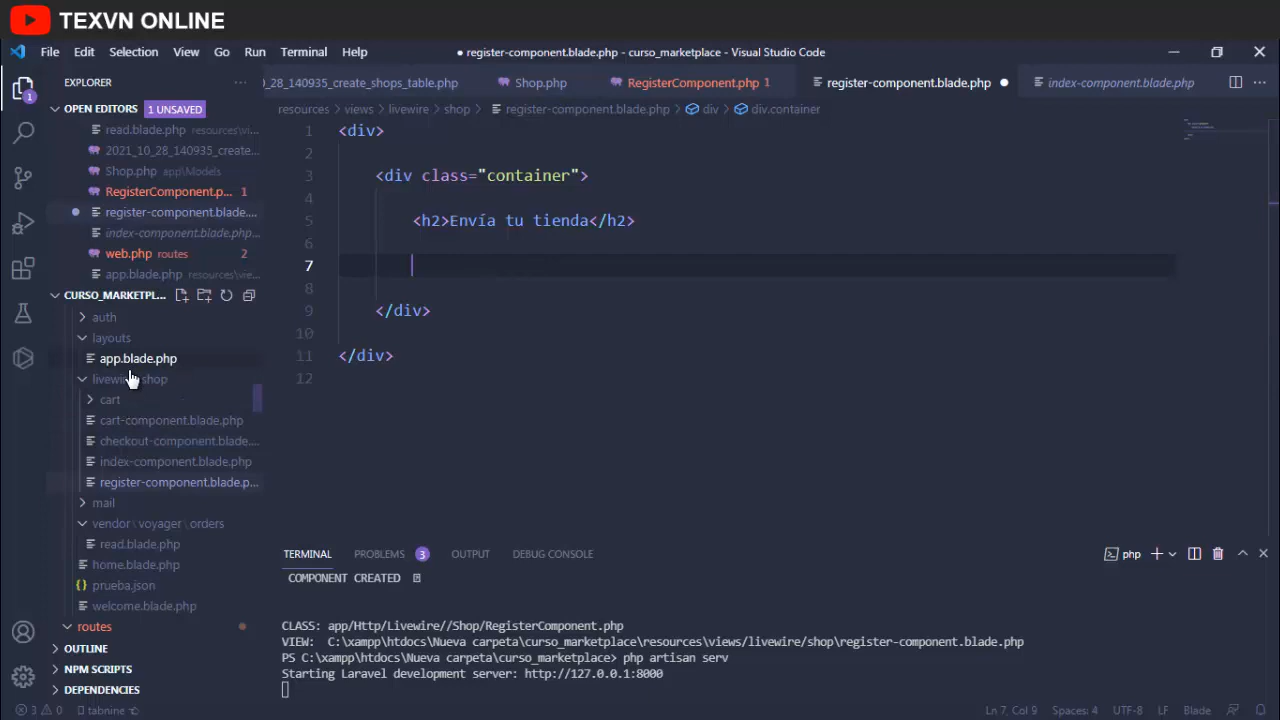 TEXVN ONLINE
File Edit Selection View Go Run Terminal Help
● register-component.blade.php - curso_marketplace - Visual Studio Code
EXPLORER ···
0_28_140935_create_shops_table.php Shop.php RegisterComponent.php 1 register-component.blade.php ● index-component.blade.php
OPEN EDITORS 1 UNSAVED
resources > views > livewire > shop > register-component.blade.php > div > div.container
read.blade.php resources\vi...
2021_10_28_140935_create...
Shop.php app\Models
RegisterComponent.p... 1
register-component.blade....
index-component.blade.php...
web.php routes 2
app.blade.php resources\vie...
CURSO_MARKETPL...
auth
layouts
app.blade.php
shop
cart
cart-component.blade.php
checkout-component.blade....
index-component.blade.php
register-component.blade.p...
mail
vendor \ voyager \ orders
read.blade.php
home.blade.php
{} prueba.json
welcome.blade.php
routes
OUTLINE
NPM SCRIPTS
DEPENDENCIES
1 <div>
2
3 <div class="container">
4
5 <h2>Envía tu tienda</h2>
6
7
8
9 </div>
10
11 </div>
12
TERMINAL PROBLEMS 3 OUTPUT DEBUG CONSOLE php
COMPONENT CREATED
CLASS: app/Http/Livewire//Shop/RegisterComponent.php
VIEW: C:\xampp\htdocs\Nueva carpeta\curso_marketplace\resources\views/livewire/shop\register-component.blade.php
PS C:\xampp\htdocs\Nueva carpeta\curso_marketplace> php artisan serv
Starting Laravel development server: http://127.0.0.1:8000
3 0 tabnine Ln 7, Col 9 Spaces: 4 UTF-8 LF Blade